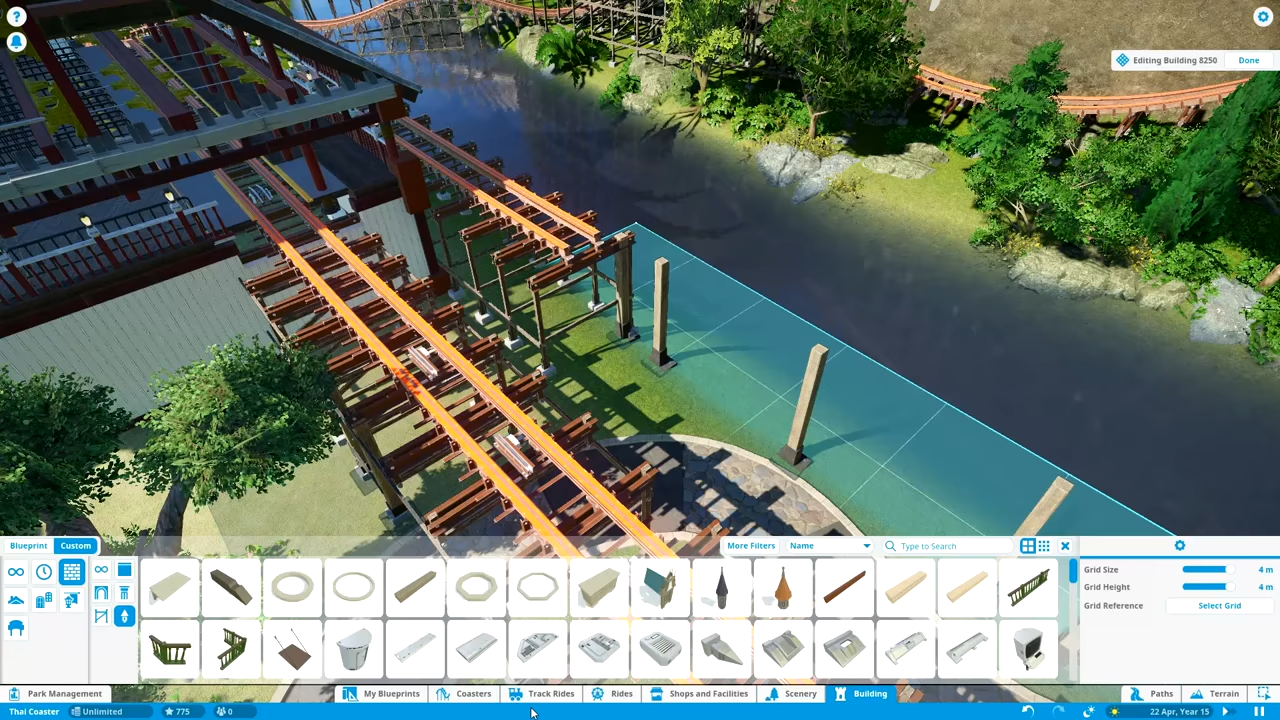 ?
Editing Building 8250 Done
Blueprint Custom
More Filters Name Type to Search
Grid Size 4 m
Grid Height 4 m
Grid Reference Select Grid
Park Management My Blueprints Coasters Track Rides Rides Shops and Facilities Scenery Building Paths Terrain
Thai Coaster Unlimited 775 0 22 Apr, Year 15